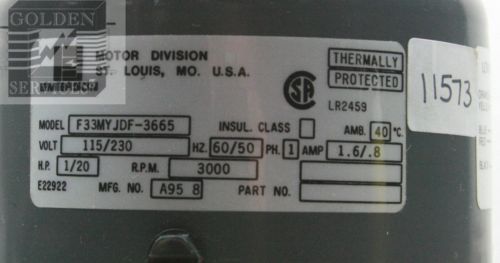 GOLDEN
SERVICES
MOTOR DIVISION
ST. LOUIS, MO. U.S.A.
THERMALLY
PROTECTED
SA
LR2459
11573
MODEL F33MYJDF-3665 INSUL. CLASS AMB. 40 °C.
VOLT 115/230 HZ. 60/50 PH. 1 AMP 1.6/.8
H.P. 1/20 R.P.M. 3000
E22922 MFG. NO. A95 8 PART NO.